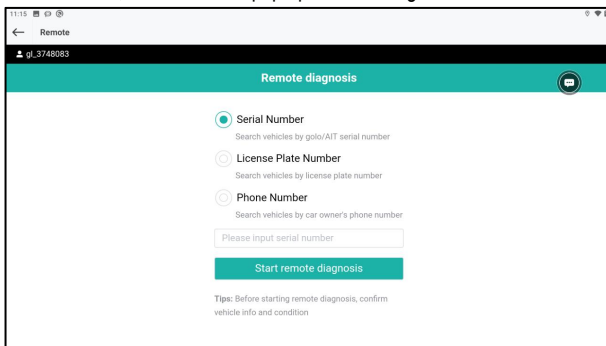 11:15
Remote
gl_3748083
Remote diagnosis
Serial Number
Search vehicles by golo/AIT serial number
License Plate Number
Search vehicles by license plate number
Phone Number
Search vehicles by car owner's phone number
Please input serial number
Start remote diagnosis
Tips: Before starting remote diagnosis, confirm
vehicle info and condition